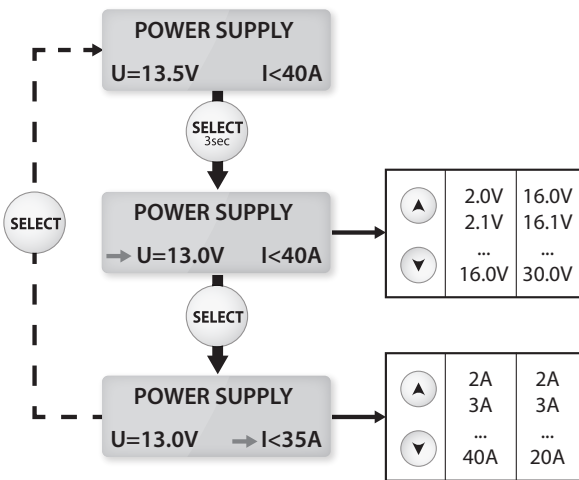 POWER SUPPLY
U=13.5V I<40A
SELECT
3sec
SELECT
POWER SUPPLY
U=13.0V I<40A
2.0V 16.0V
2.1V 16.1V
... ...
16.0V 30.0V
SELECT
POWER SUPPLY
U=13.0V I<35A
2A 2A
3A 3A
... ...
40A 20A